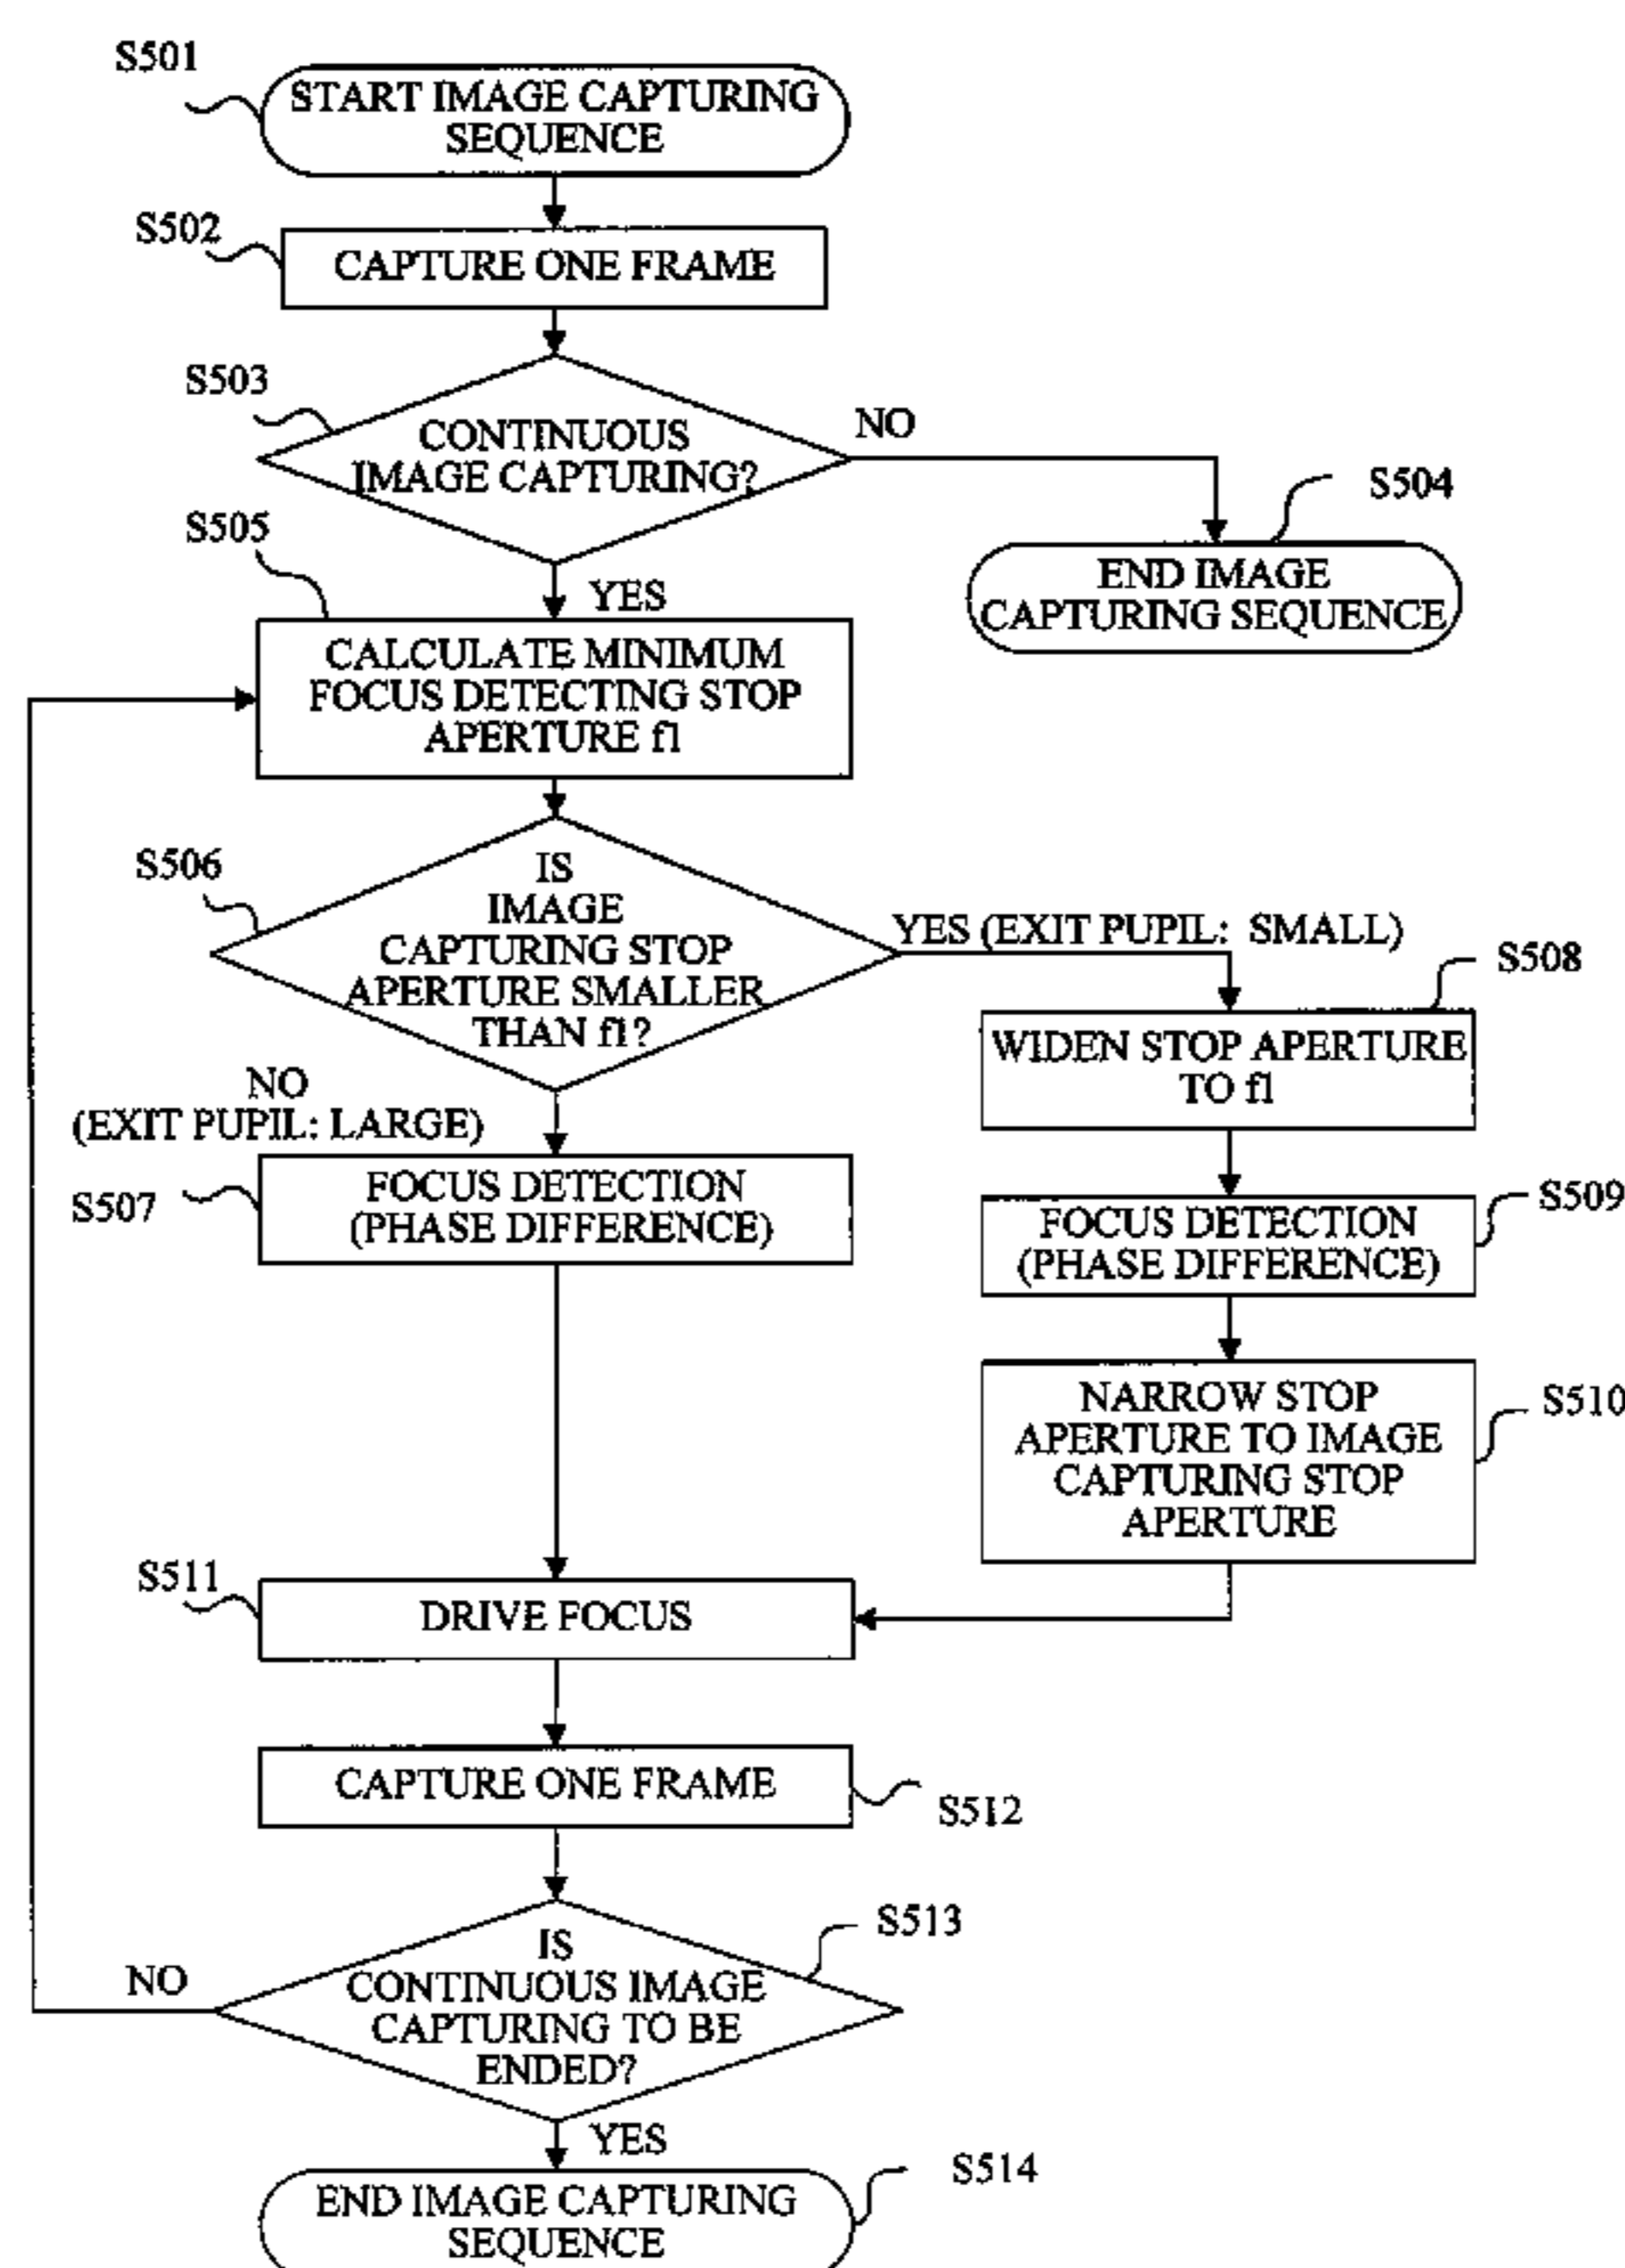 S501
START IMAGE CAPTURING
SEQUENCE
S502
CAPTURE ONE FRAME
S503
CONTINUOUS
IMAGE CAPTURING?
NO
S504
END IMAGE
CAPTURING SEQUENCE
YES
S505
CALCULATE MINIMUM
FOCUS DETECTING STOP
APERTURE f1
S506
IS
IMAGE
CAPTURING STOP
APERTURE SMALLER
THAN f1?
YES (EXIT PUPIL: SMALL)
NO
(EXIT PUPIL: LARGE)
S507
FOCUS DETECTION
(PHASE DIFFERENCE)
S508
WIDEN STOP APERTURE
TO f1
S509
FOCUS DETECTION
(PHASE DIFFERENCE)
S510
NARROW STOP
APERTURE TO IMAGE
CAPTURING STOP
APERTURE
S511
DRIVE FOCUS
CAPTURE ONE FRAME
S512
S513
IS
CONTINUOUS IMAGE
CAPTURING TO BE
ENDED?
NO
YES
S514
END IMAGE CAPTURING
SEQUENCE